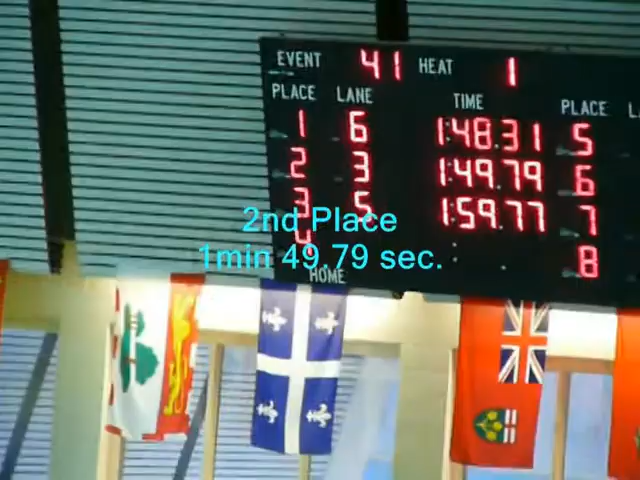 EVENT 41 HEAT 1
PLACE LANE TIME PLACE L
1 6 1:48.31 5
2 3 1:49.79 6
3 5 1:59.77 7
4 : . 8
HOME
2nd Place
1min 49.79 sec.